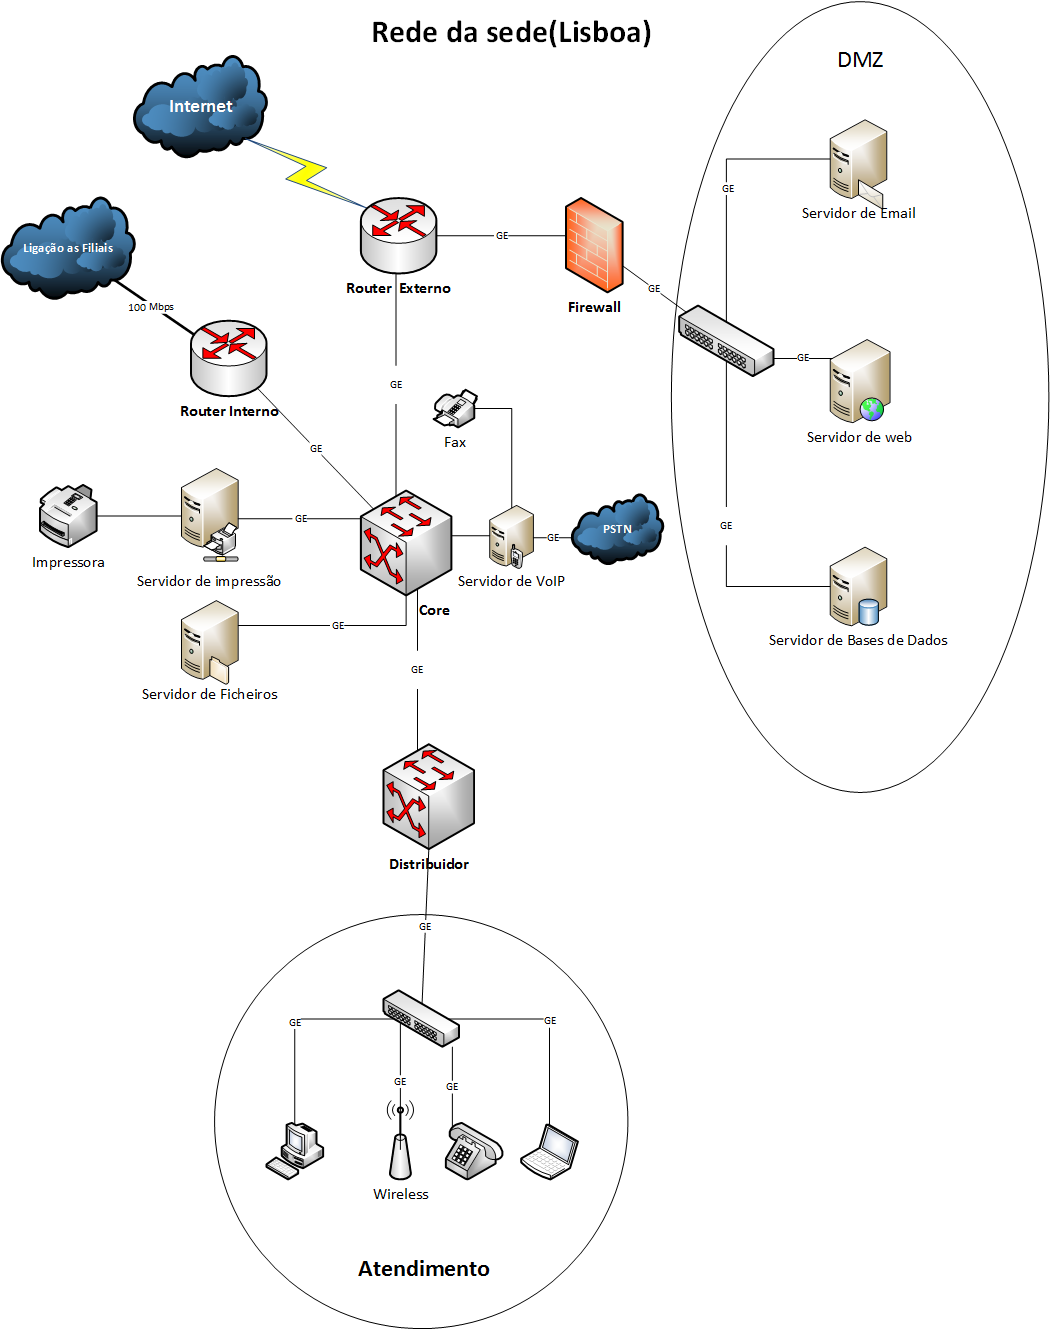 Rede da sede(Lisboa)
DMZ
Internet
GE
Servidor de Email
Ligação as Filiais
GE
Router Externo
GE
Firewall
100 Mbps
Router Interno
GE
GE
Servidor de web
GE
Fax
GE
Impressora
GE
Servidor de impressão
Core
Servidor de VoIP
GE
PSTN
GE
Servidor de Bases de Dados
GE
Servidor de Ficheiros
GE
Distribuidor
GE
GE
GE
GE
GE
Wireless
Atendimento